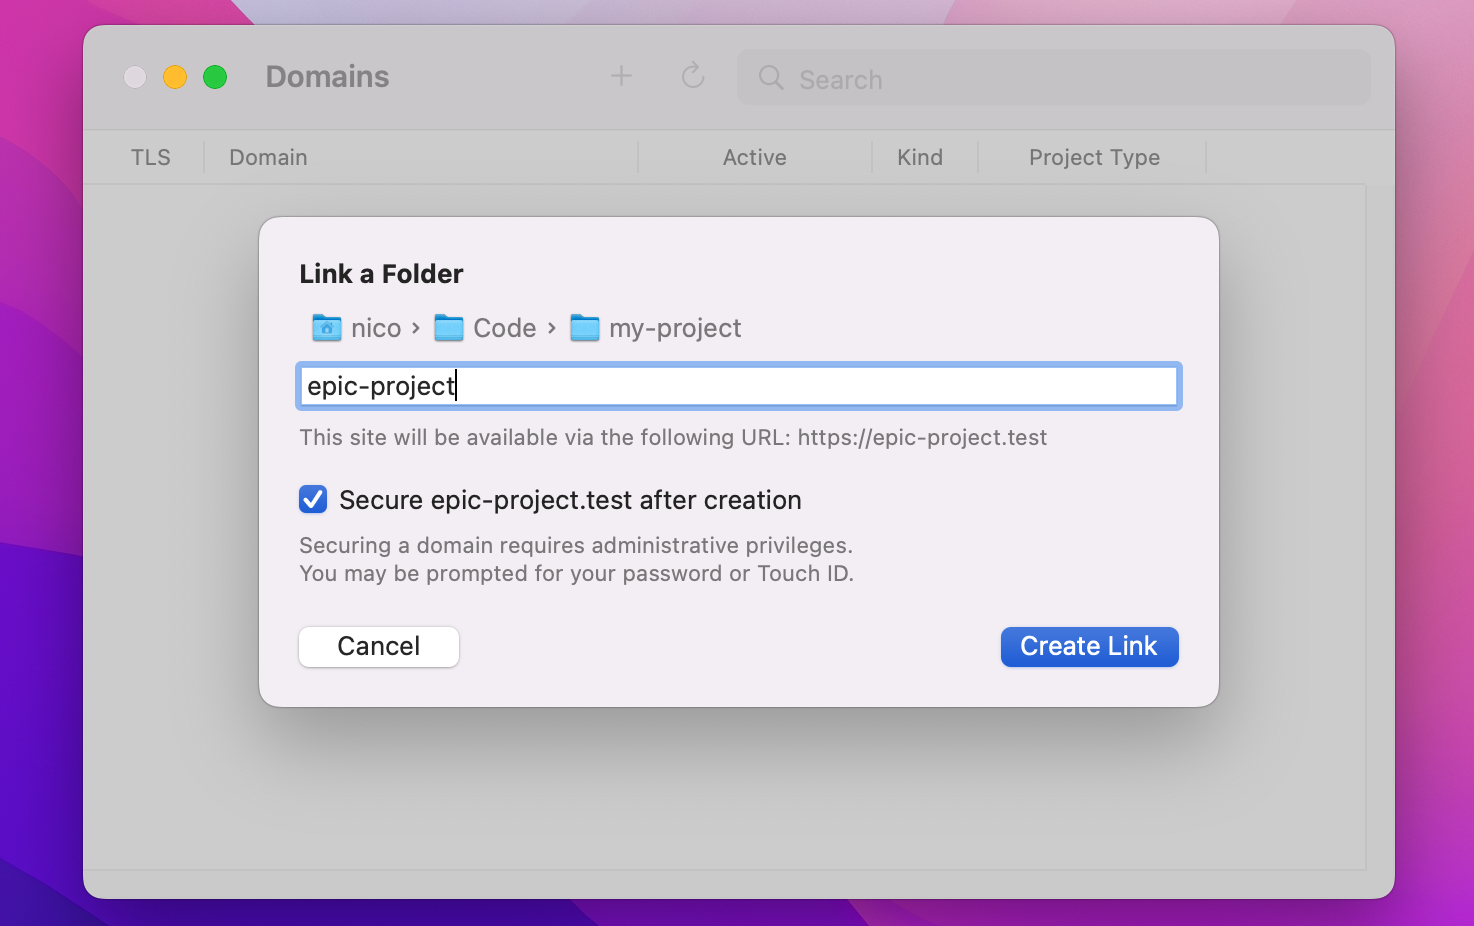 Domains
Search
TLS Domain Active Kind Project Type
Link a Folder
nico › Code › my-project
epic-project
This site will be available via the following URL: https://epic-project.test
Secure epic-project.test after creation
Securing a domain requires administrative privileges.
You may be prompted for your password or Touch ID.
Cancel Create Link